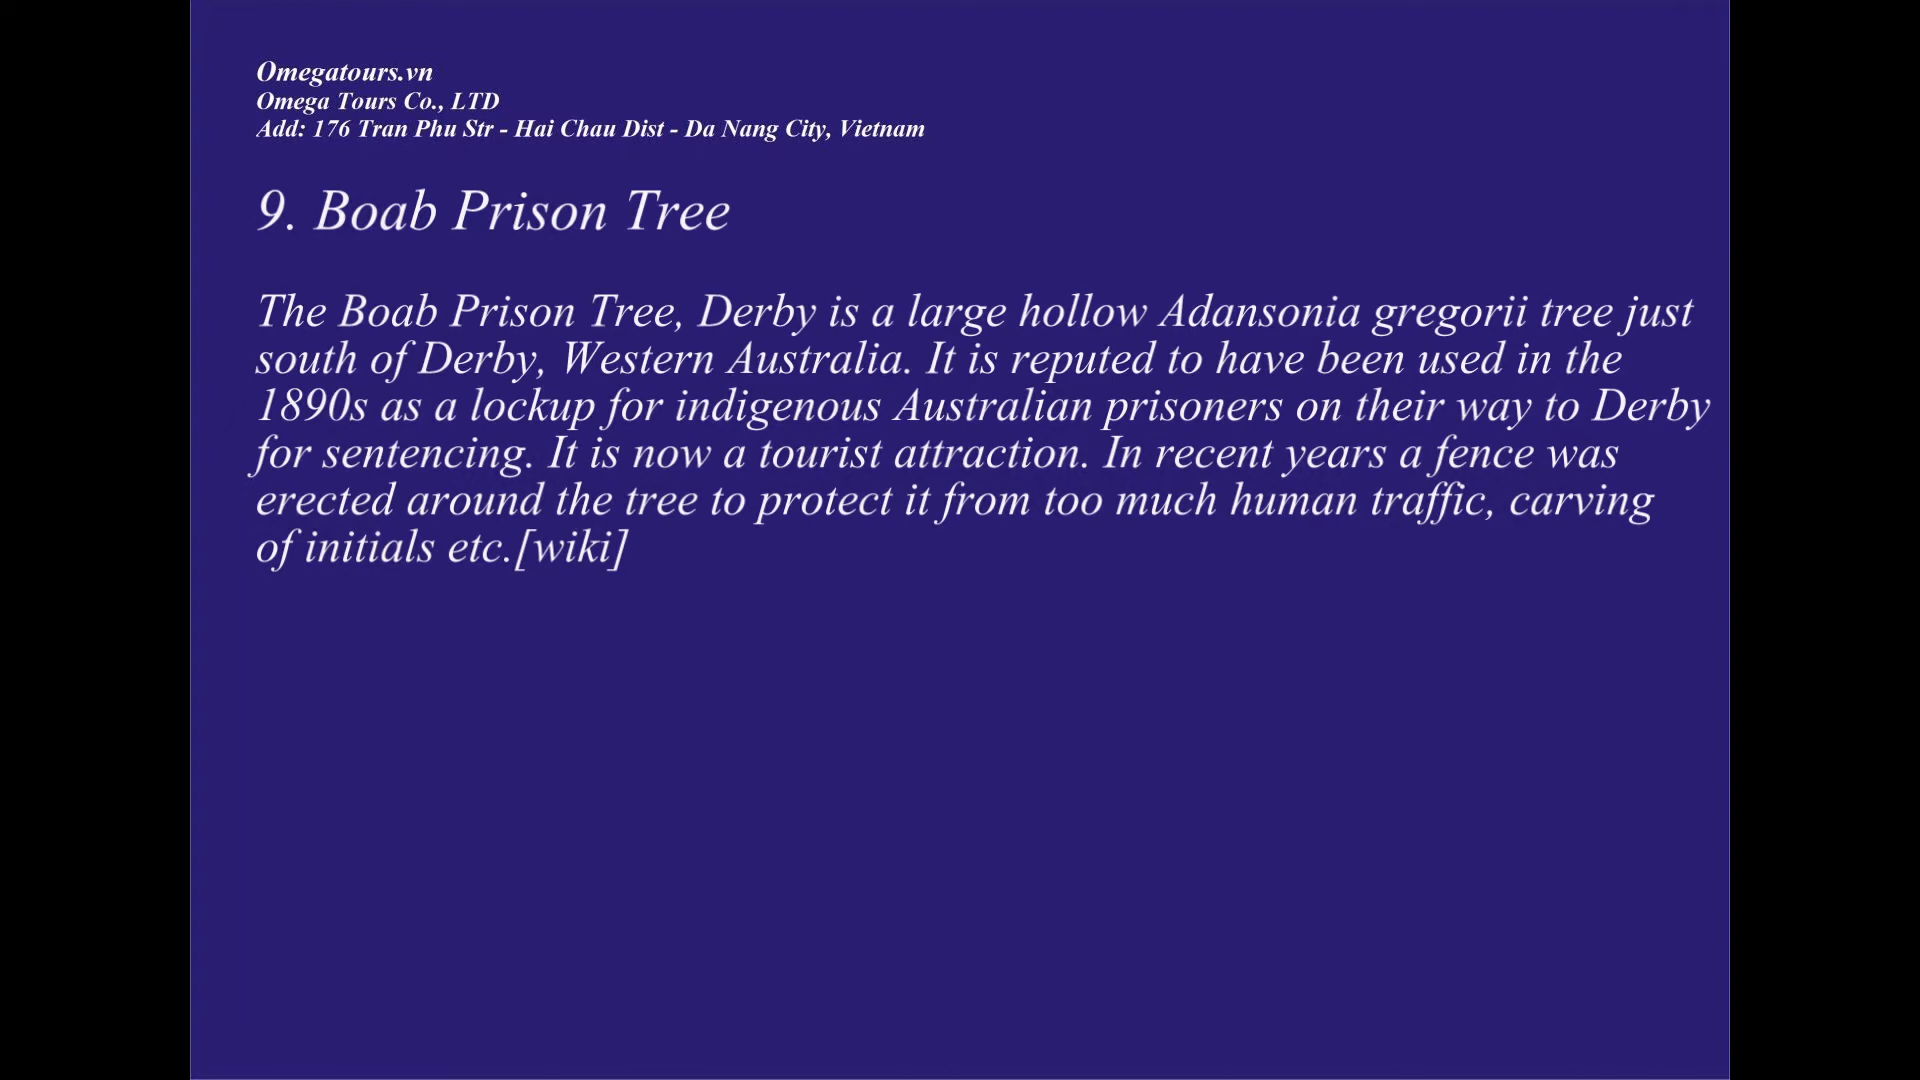 Omegatours.vn
Omega Tours Co., LTD
Add: 176 Tran Phu Str - Hai Chau Dist - Da Nang City, Vietnam
9. Boab Prison Tree
The Boab Prison Tree, Derby is a large hollow Adansonia gregorii tree just
south of Derby, Western Australia. It is reputed to have been used in the
1890s as a lockup for indigenous Australian prisoners on their way to Derby
for sentencing. It is now a tourist attraction. In recent years a fence was
erected around the tree to protect it from too much human traffic, carving
of initials etc.[wiki]